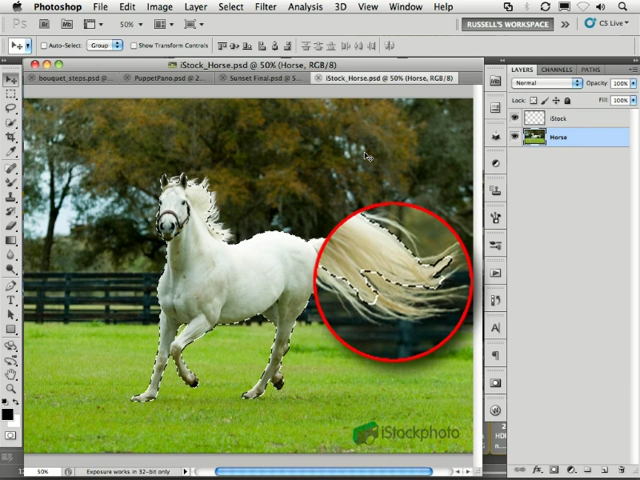 Photoshop File Edit Image Layer Select Filter Analysis 3D View Window Help
Ps Br Mb 50% RUSSELL'S WORKSPACE >> CS Live
Auto-Select: Group Show Transform Controls
iStock_Horse.psd @ 50% (Horse, RGB/8)
bouquet_steps.psd @... PuppetPano.psd @ 2... Sunset Final.psd @ 5... iStock_Horse.psd @ 50% (Horse, RGB/8)
LAYERS CHANNELS PATHS
Normal Opacity: 100%
Lock: Fill: 100%
iStock
Horse
iStockphoto
50% Exposure works in 32-bit only